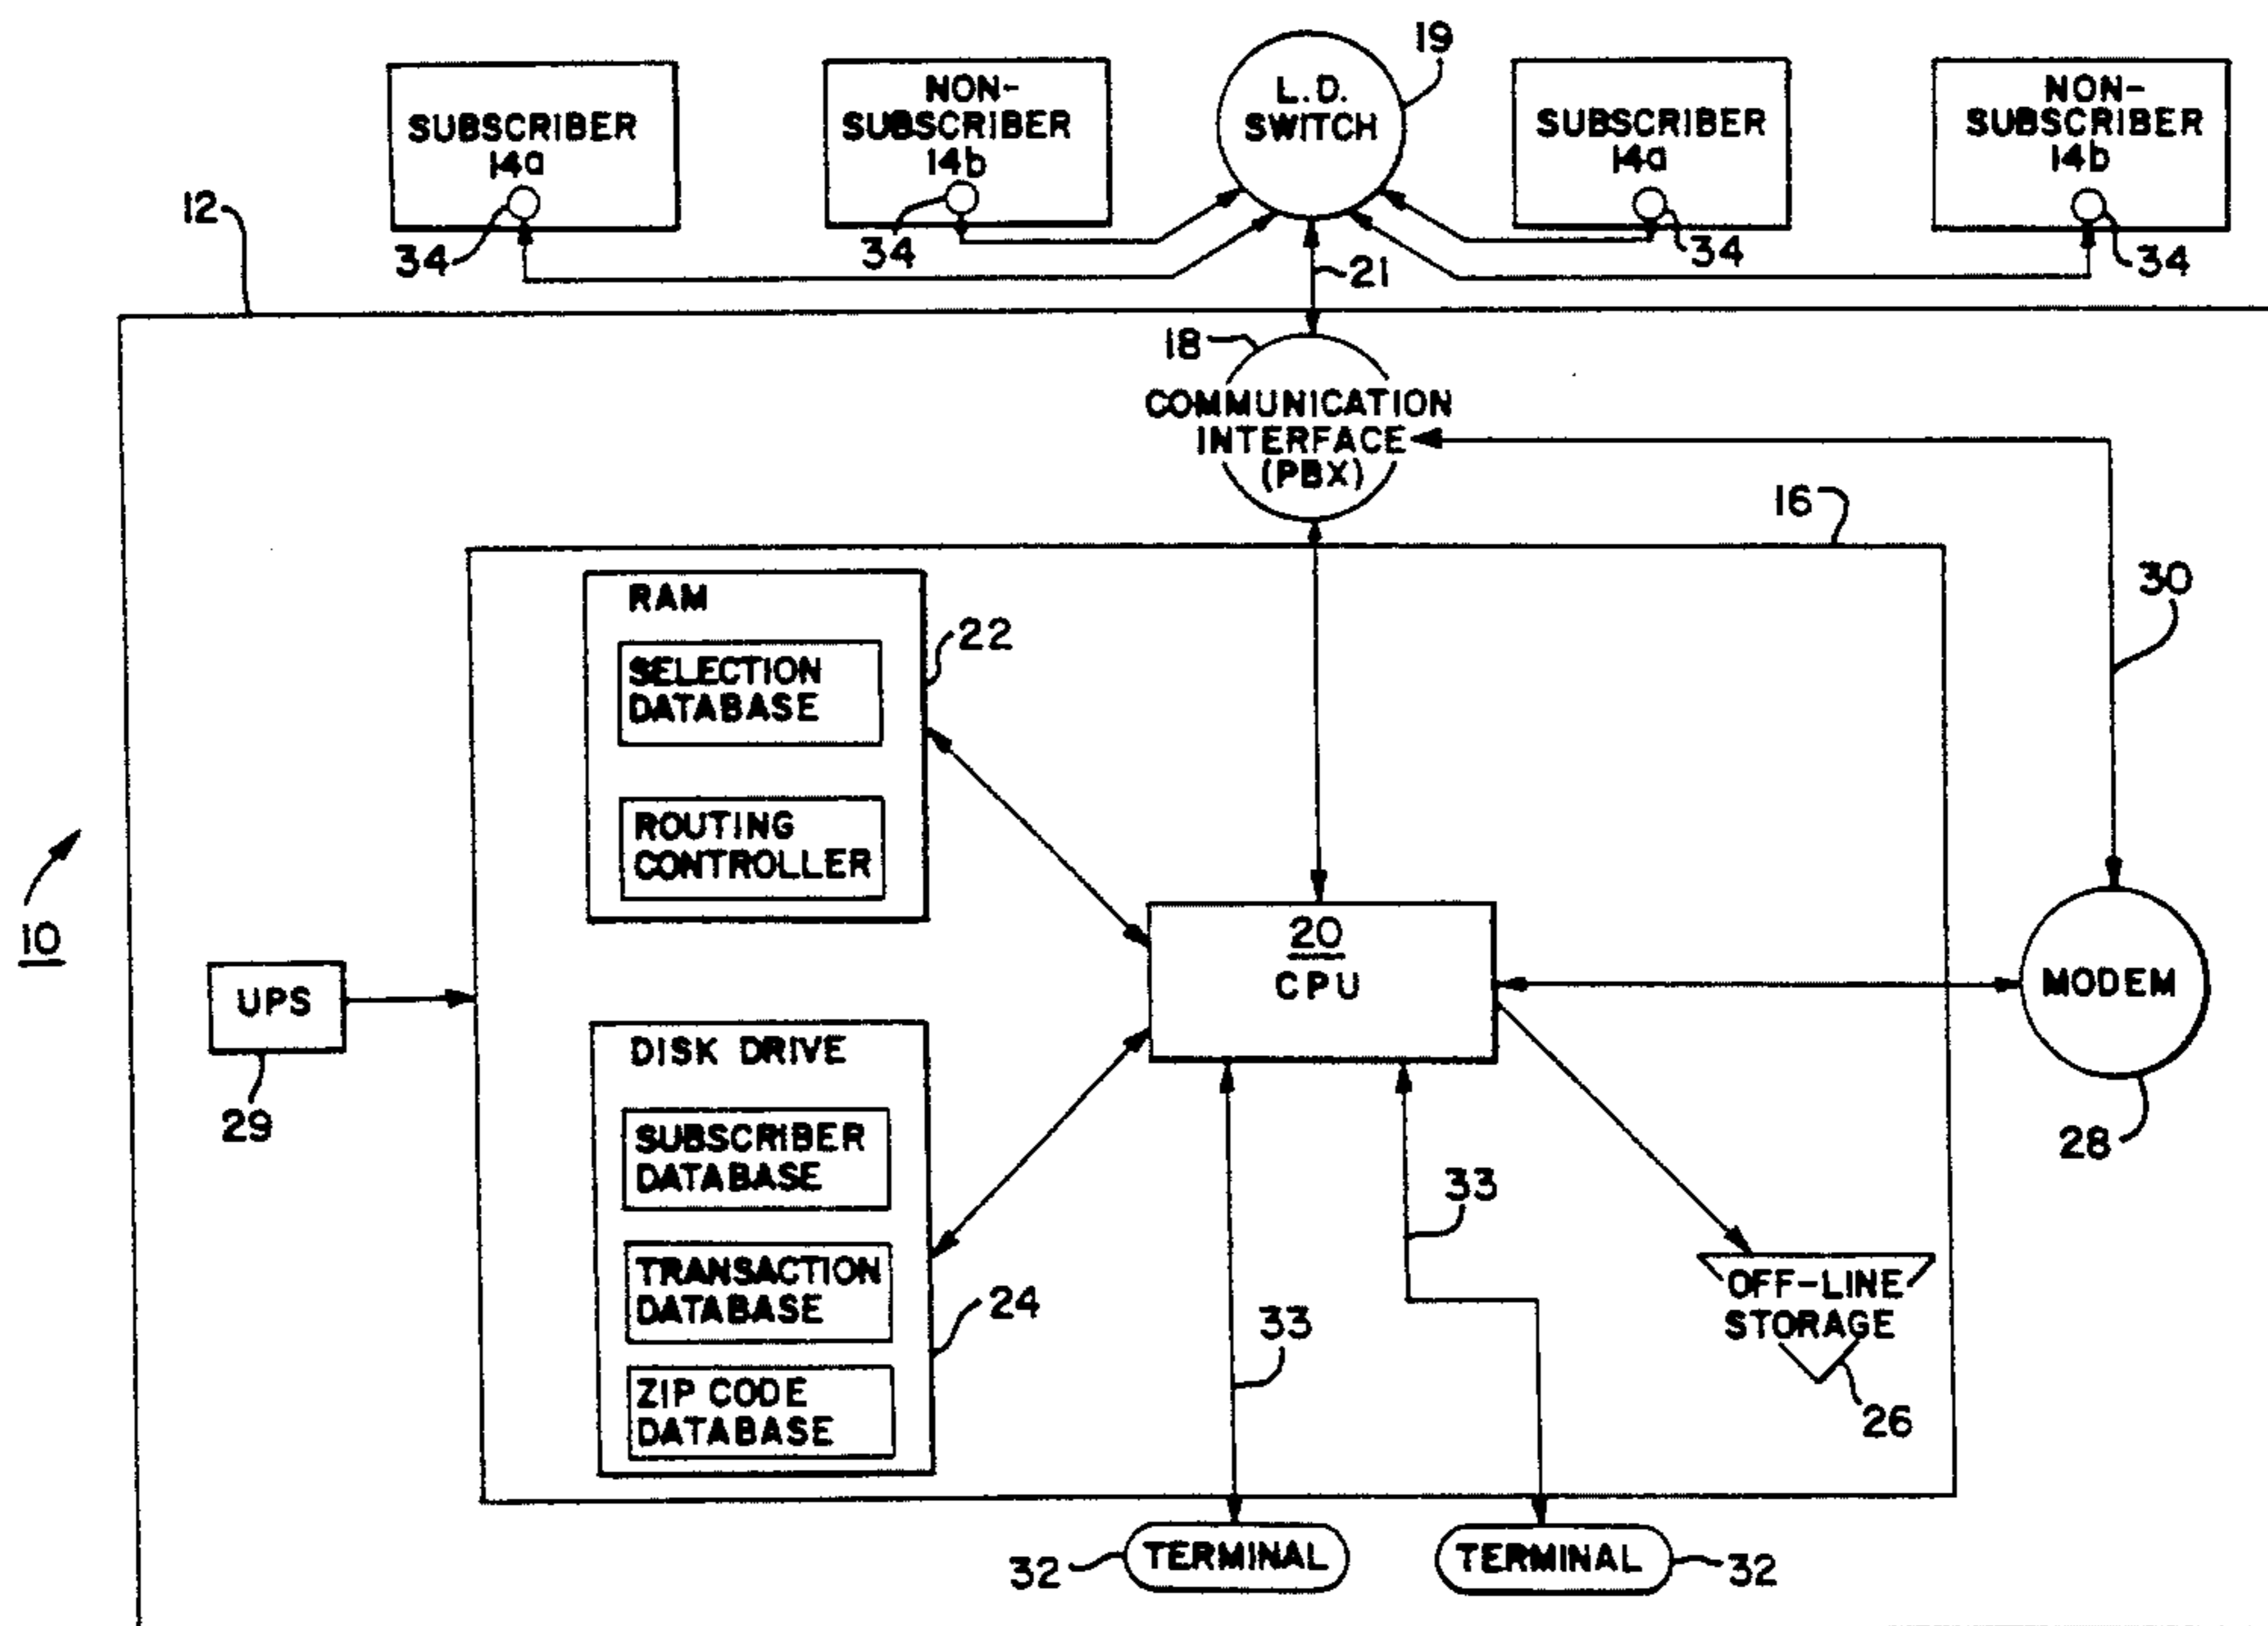 19
SUBSCRIBER
14a
NON-
SUBSCRIBER
14b
L.D.
SWITCH
SUBSCRIBER
14a
NON-
SUBSCRIBER
14b
12
34
34
34
34
21
18
COMMUNICATION
INTERFACE
(PBX)
16
30
RAM
22
SELECTION
DATABASE
ROUTING
CONTROLLER
10
20
CPU
UPS
29
MODEM
28
DISK DRIVE
SUBSCRIBER
DATABASE
TRANSACTION
DATABASE
24
ZIP CODE
DATABASE
33
33
OFF-LINE
STORAGE
26
32
TERMINAL
TERMINAL
32